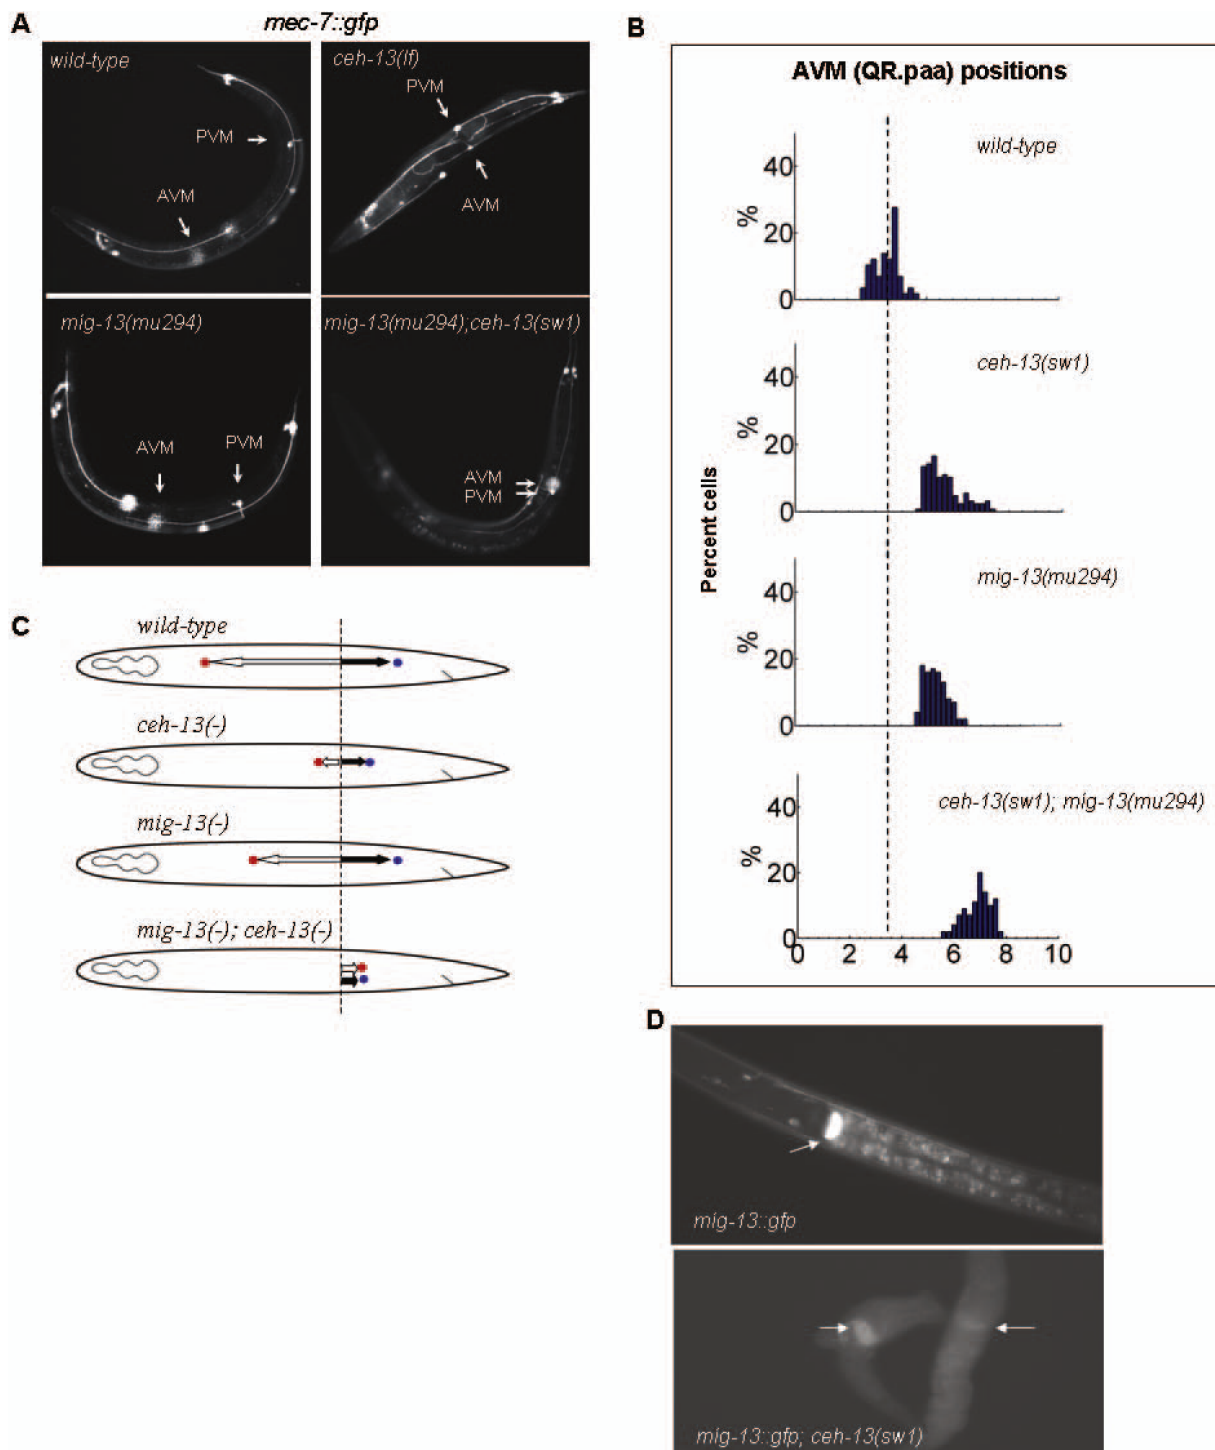 A
mec-7::gfp
wild-type
PVM
AVM
ceh-13(lf)
PVM
AVM
mig-13(mu294)
AVM
PVM
mig-13(mu294);ceh-13(sw1)
AVM
PVM
B
AVM (QR.paa) positions
Percent cells
wild-type
%
40
20
0
ceh-13(sw1)
%
40
20
0
mig-13(mu294)
%
40
20
0
ceh-13(sw1); mig-13(mu294)
%
40
20
0
0 2 4 6 8 10
C
wild-type
ceh-13(-)
mig-13(-)
mig-13(-); ceh-13(-)
D
mig-13::gfp
mig-13::gfp; ceh-13(sw1)